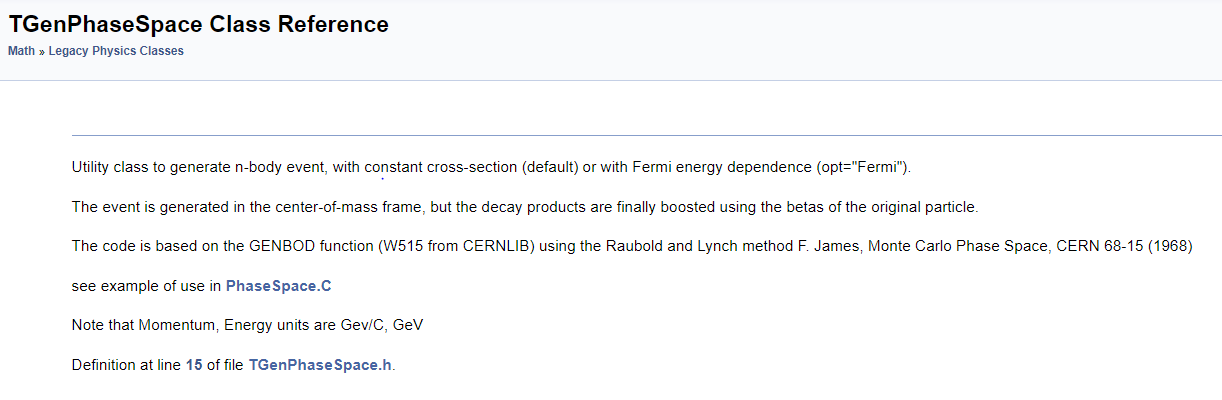 TGenPhaseSpace Class Reference
Math » Legacy Physics Classes
Utility class to generate n-body event, with constant cross-section (default) or with Fermi energy dependence (opt="Fermi").
The event is generated in the center-of-mass frame, but the decay products are finally boosted using the betas of the original particle.
The code is based on the GENBOD function (W515 from CERNLIB) using the Raubold and Lynch method F. James, Monte Carlo Phase Space, CERN 68-15 (1968)
see example of use in PhaseSpace.C
Note that Momentum, Energy units are Gev/C, GeV
Definition at line 15 of file TGenPhaseSpace.h.